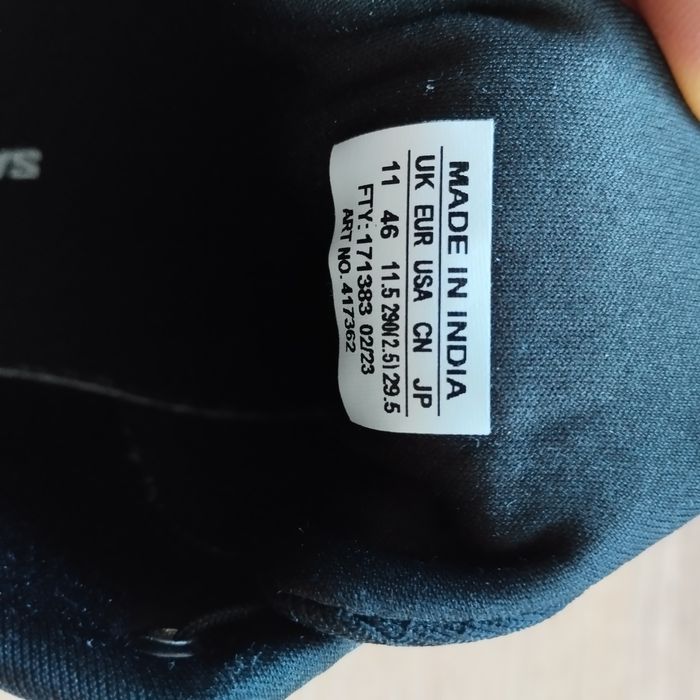 MADE IN INDIA
UK EUR USA CN JP
11 46 11.5 290(2.5) 29.5
FTY:171383 02/23
ART NO. 417362